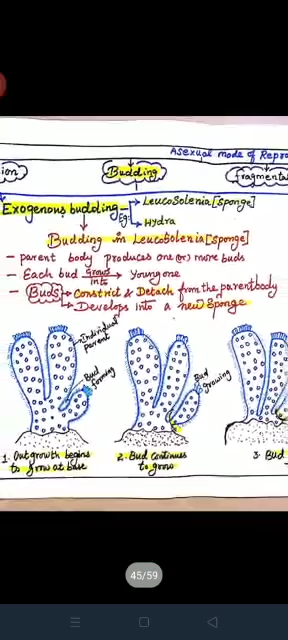 Asexual mode of Repro
ion
Budding
fragmenta
Exogenous budding
Eg:
Leucosolenia [sponge]
Hydra
Budding in Leucosolenia [sponge]
- parent body produces one (or) more buds
- Each bud grows into Young one
- Buds Constrict & Detach from the parent body
Develops into a new sponge
Individual parent
Bud forming
Bud growing
1. Outgrowth begins
to grow at base
2. Bud continues
to grow
3. Bud
45/59